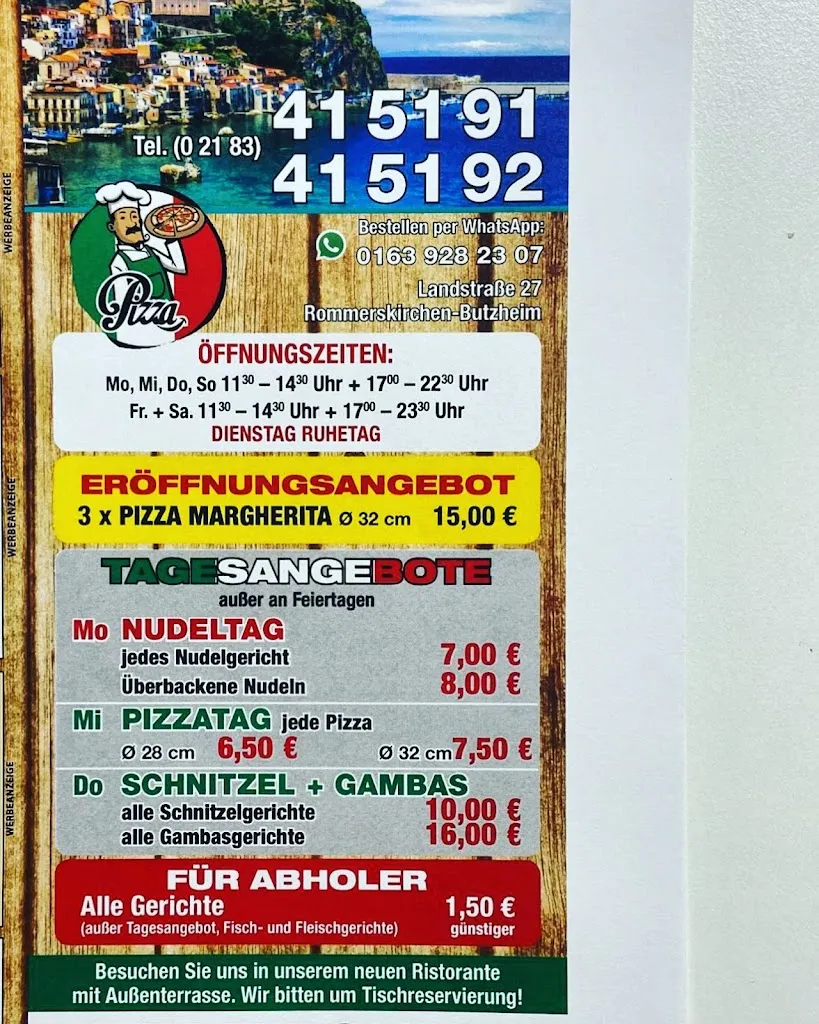 41 51 91
Tel. (0 21 83)
41 51 92
Bestellen per WhatsApp:
0163 928 23 07
Landstraße 27
Rommerskirchen-Butzheim
Pizza
ÖFFNUNGSZEITEN:
Mo, Mi, Do, So 11³⁰ – 14³⁰ Uhr + 17⁰⁰ – 22³⁰ Uhr
Fr. + Sa. 11³⁰ – 14³⁰ Uhr + 17⁰⁰ – 23³⁰ Uhr
DIENSTAG RUHETAG
ERÖFFNUNGSANGEBOT
3 x PIZZA MARGHERITA Ø 32 cm 15,00 €
TAGESANGEBOTE
außer an Feiertagen
Mo NUDELTAG
jedes Nudelgericht 7,00 €
Überbackene Nudeln 8,00 €
Mi PIZZATAG jede Pizza
Ø 28 cm 6,50 € Ø 32 cm 7,50 €
Do SCHNITZEL + GAMBAS
alle Schnitzelgerichte 10,00 €
alle Gambasgerichte 16,00 €
FÜR ABHOLER
Alle Gerichte 1,50 €
(außer Tagesangebot, Fisch- und Fleischgerichte) günstiger
Besuchen Sie uns in unserem neuen Ristorante
mit Außenterrasse. Wir bitten um Tischreservierung!
WERBEANZEIGE
WERBEANZEIGE
WERBEANZEIGE